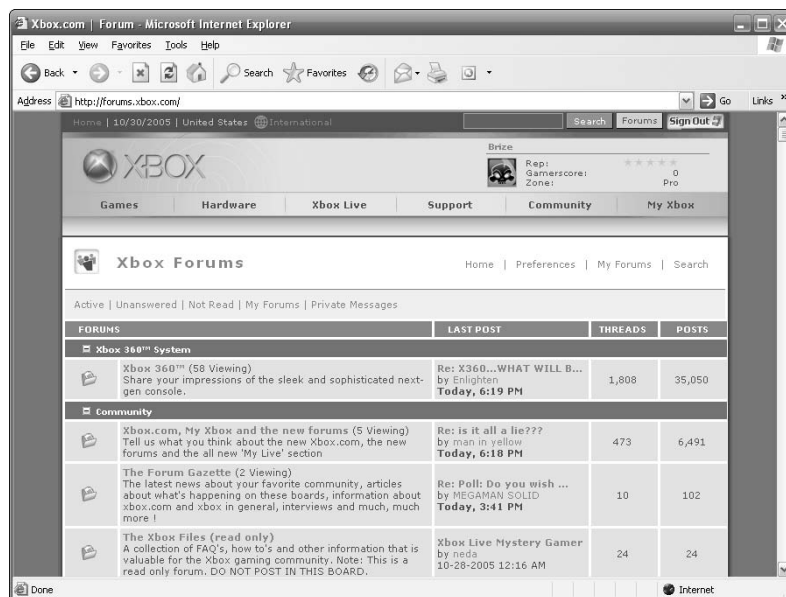 Xbox.com | Forum - Microsoft Internet Explorer
File Edit View Favorites Tools Help
Back Search Favorites
Address http://forums.xbox.com/ Go Links »
Home | 10/30/2005 | United States International Search Forums Sign Out
Brize
XBOX
Rep: ★★★★★
Gamerscore: 0
Zone: Pro
Games Hardware Xbox Live Support Community My Xbox
Xbox Forums Home | Preferences | My Forums | Search
Active | Unanswered | Not Read | My Forums | Private Messages
FORUMS LAST POST THREADS POSTS
Xbox 360™ System
Xbox 360™ (58 Viewing)
Share your impressions of the sleek and sophisticated next-
gen console.
Re: X360...WHAT WILL B...
by Enlighten
Today, 6:19 PM
1,808 35,050
Community
Xbox.com, My Xbox and the new forums (5 Viewing)
Tell us what you think about the new Xbox.com, the new
forums and the all new 'My Live' section
Re: is it all a lie???
by man in yellow
Today, 6:18 PM
473 6,491
The Forum Gazette (2 Viewing)
The latest news about your favorite community, articles
about what's happening on these boards, information about
xbox.com and xbox in general, interviews and much, much
more !
Re: Poll: Do you wish ...
by MEGAMAN SOLID
Today, 3:41 PM
10 102
The Xbox Files (read only)
A collection of FAQ's, how to's and other information that is
valuable for the Xbox gaming community. Note: This is a
read only forum. DO NOT POST IN THIS BOARD.
Xbox Live Mystery Gamer
by neda
10-28-2005 12:16 AM
24 24
Done Internet